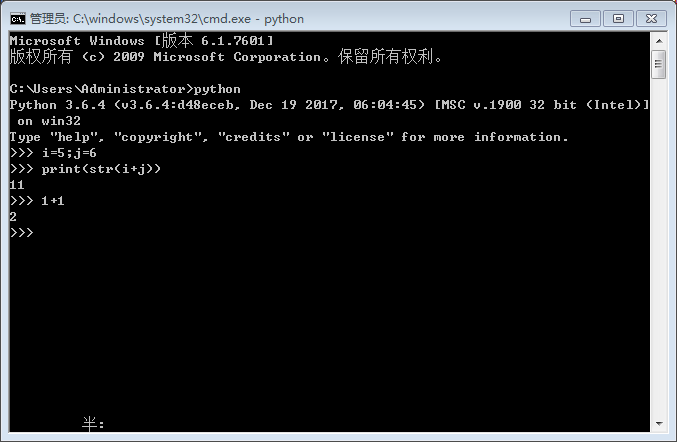 管理员: C:\windows\system32\cmd.exe - python
Microsoft Windows [版本 6.1.7601]
版权所有 (c) 2009 Microsoft Corporation。保留所有权利。
C:\Users\Administrator>python
Python 3.6.4 (v3.6.4:d48eceb, Dec 19 2017, 06:04:45) [MSC v.1900 32 bit (Intel)]
 on win32
Type "help", "copyright", "credits" or "license" for more information.
>>> i=5;j=6
>>> print(str(i+j))
11
>>> 1+1
2
>>>
半: